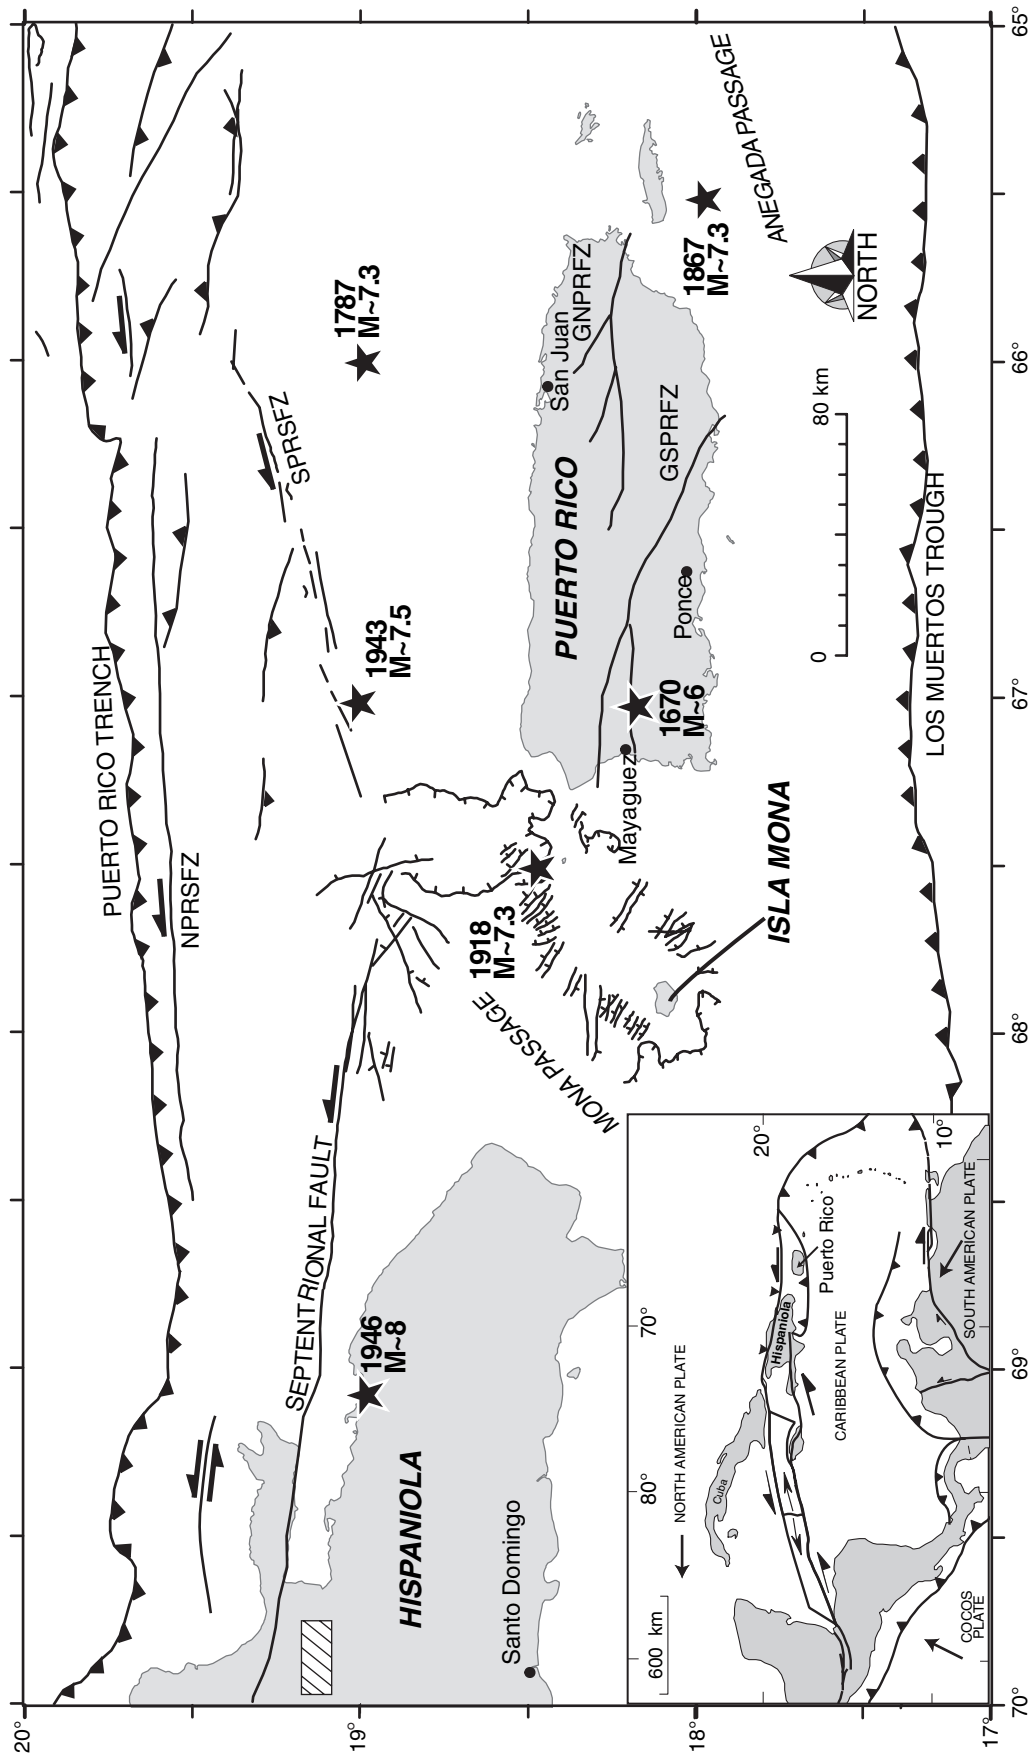 20°
19°
18°
17°
70°
69°
68°
67°
66°
65°
PUERTO RICO TRENCH
NPRSFZ
SPRSFZ
SEPTENTRIONAL FAULT
1787
M~7.3
1943
M~7.5
1946
M~8
1918
M~7.3
1670
M~6
1867
M~7.3
HISPANIOLA
Santo Domingo
MONA PASSAGE
ISLA MONA
PUERTO RICO
San Juan
GNPRFZ
GSPRFZ
Ponce
Mayaguez
ANEGADA PASSAGE
LOS MUERTOS TROUGH
0
80 km
NORTH
600 km
80°
70°
20°
10°
NORTH AMERICAN PLATE
Cuba
Hispaniola
Puerto Rico
CARIBBEAN PLATE
SOUTH AMERICAN PLATE
COCOS
PLATE